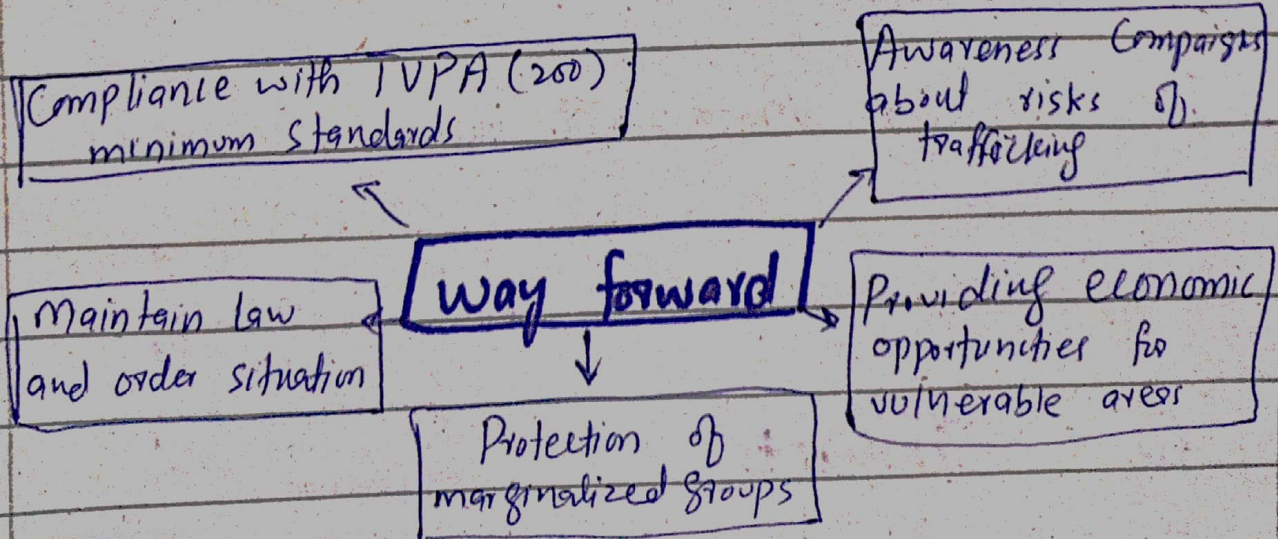 Compliance with TVPA (200)
minimum standards
Awareness Compaigns
about risks of
trafficking
way forward
Maintain law
and order situation
Providing economic
opportunities for
vulnerable areas
Protection of
marginalized groups